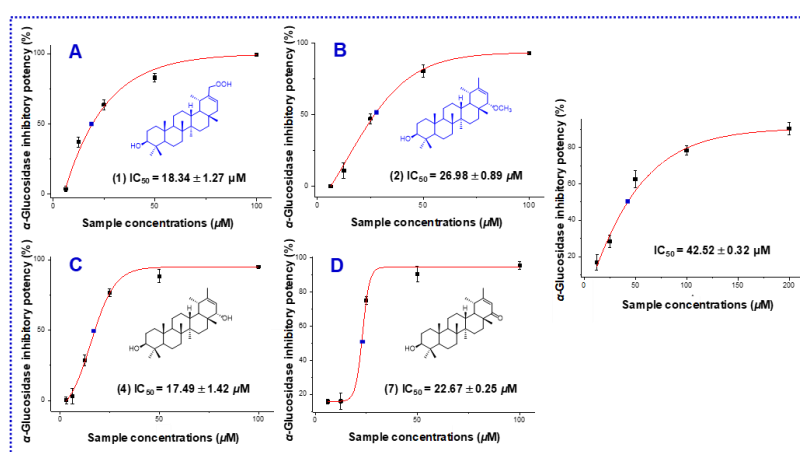 A
α-Glucosidase inhibitory potency (%)
100
50
0
OOH
HO
H
(1) IC50 = 18.34 ± 1.27 µM
0
50
100
Sample concentrations (µM)
B
α-Glucosidase inhibitory potency (%)
100
50
0
H
OCH3
HO
(2) IC50 = 26.98 ± 0.89 µM
50
100
Sample concentrations (µM)
C
α-Glucosidase inhibitory potency (%)
100
50
0
H
OH
HO
(4) IC50 = 17.49 ± 1.42 µM
0
50
100
Sample concentrations (µM)
D
α-Glucosidase inhibitory potency (%)
100
80
60
40
20
H
O
HO
(7) IC50 = 22.67 ± 0.25 µM
50
100
Sample concentrations (µM)
α-Glucosidase inhibitory potency (%)
80
60
40
20
IC50 = 42.52 ± 0.32 µM
0
50
100
150
200
Sample concentrations (µM)